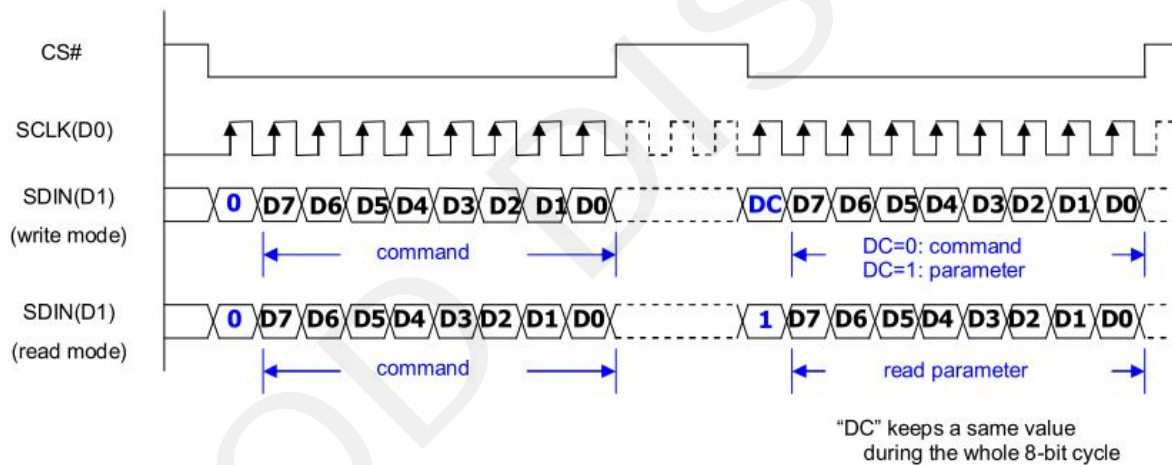 CS#
SCLK(D0)
SDIN(D1)
(write mode)
0 D7 D6 D5 D4 D3 D2 D1 D0 DC D7 D6 D5 D4 D3 D2 D1 D0
command
DC=0: command
DC=1: parameter
SDIN(D1)
(read mode)
0 D7 D6 D5 D4 D3 D2 D1 D0 1 D7 D6 D5 D4 D3 D2 D1 D0
command read parameter
“DC” keeps a same value
during the whole 8-bit cycle